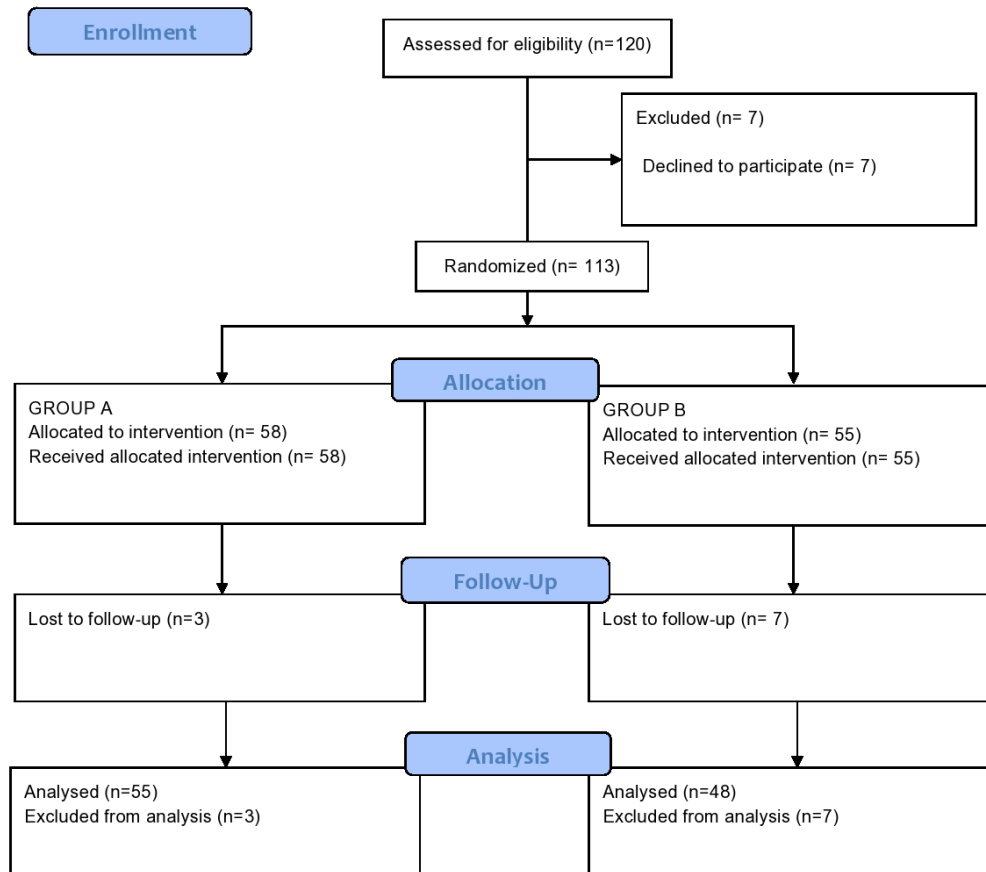 Enrollment
Assessed for eligibility (n=120)
Excluded (n= 7)
Declined to participate (n= 7)
Randomized (n= 113)
Allocation
GROUP A
Allocated to intervention (n= 58)
Received allocated intervention (n= 58)
GROUP B
Allocated to intervention (n= 55)
Received allocated intervention (n= 55)
Follow-Up
Lost to follow-up (n=3)
Lost to follow-up (n= 7)
Analysis
Analysed (n=55)
Excluded from analysis (n=3)
Analysed (n=48)
Excluded from analysis (n=7)